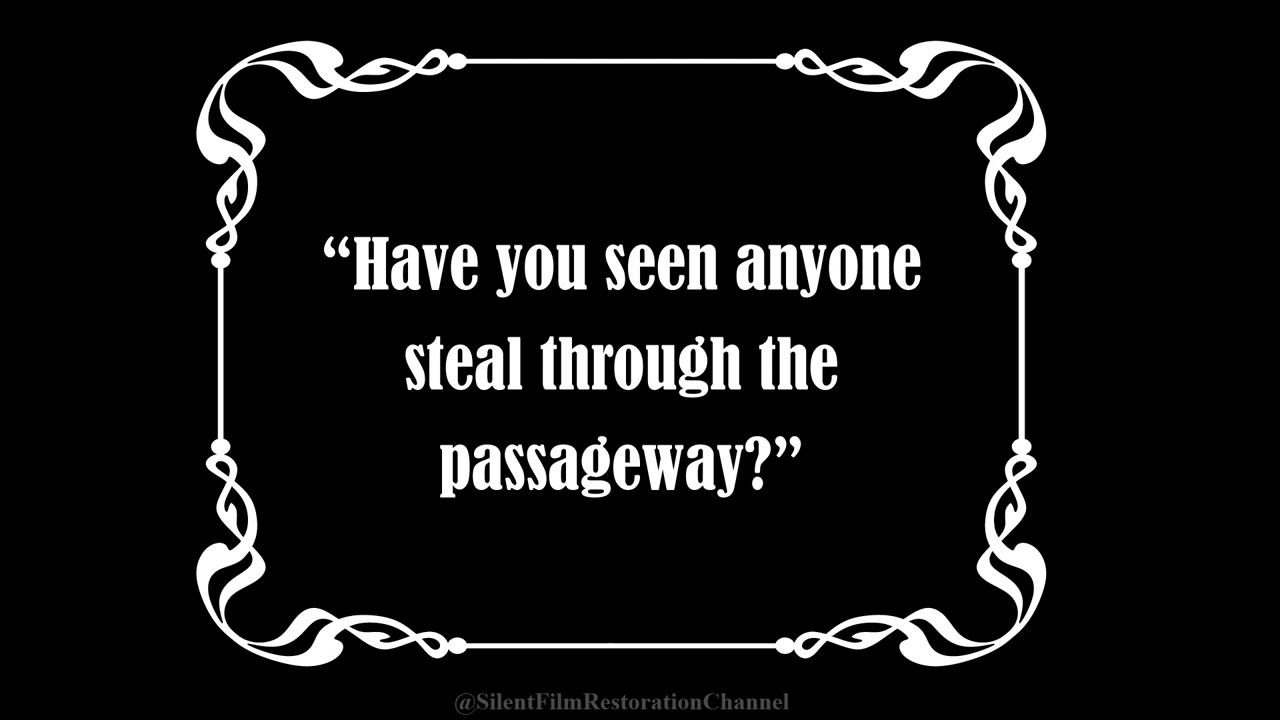 “Have you seen anyone
steal through the
passageway?”
@SilentFilmRestorationChannel